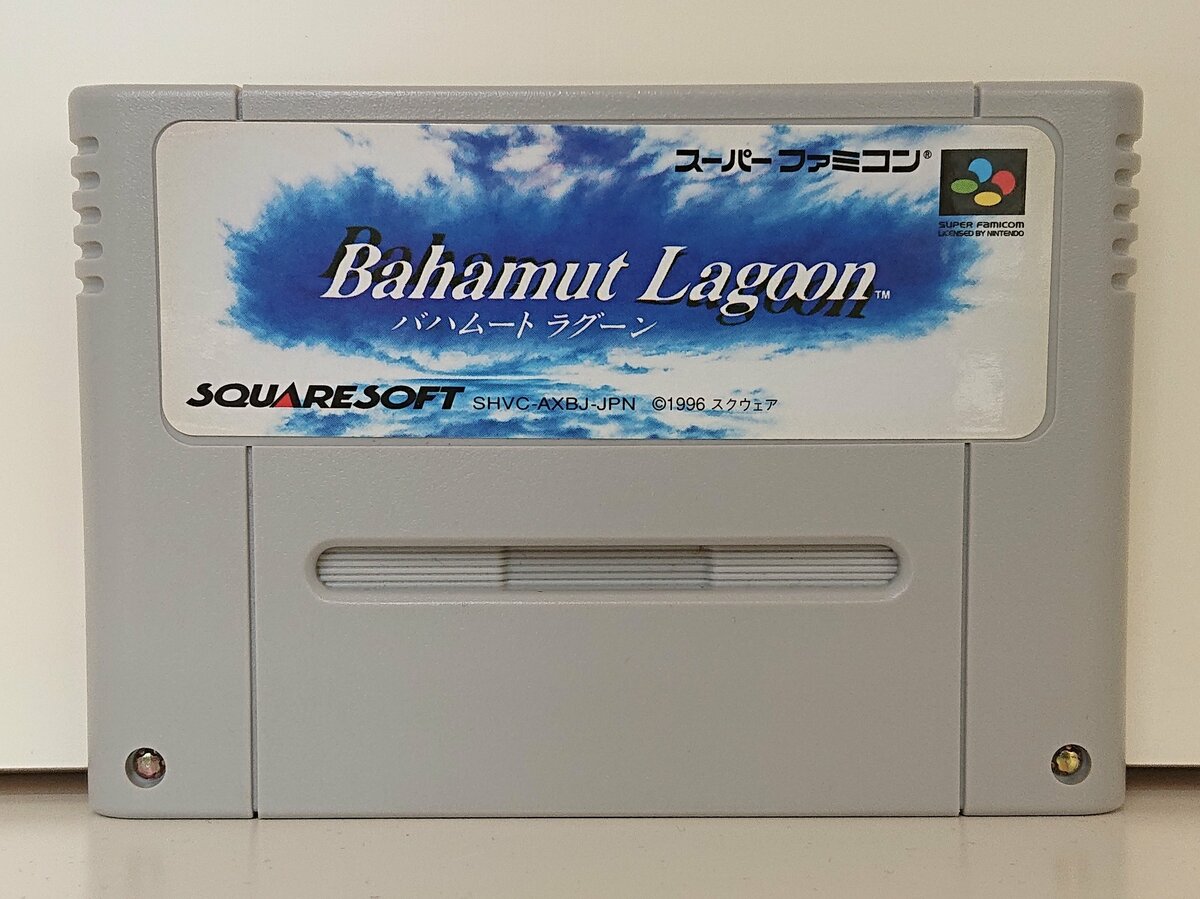 スーパーファミコン®
SUPER FAMICOM
LICENSED BY NINTENDO
Bahamut Lagoon™
バハムート ラグーン
SQUARESOFT SHVC-AXBJ-JPN ©1996 スクウェア